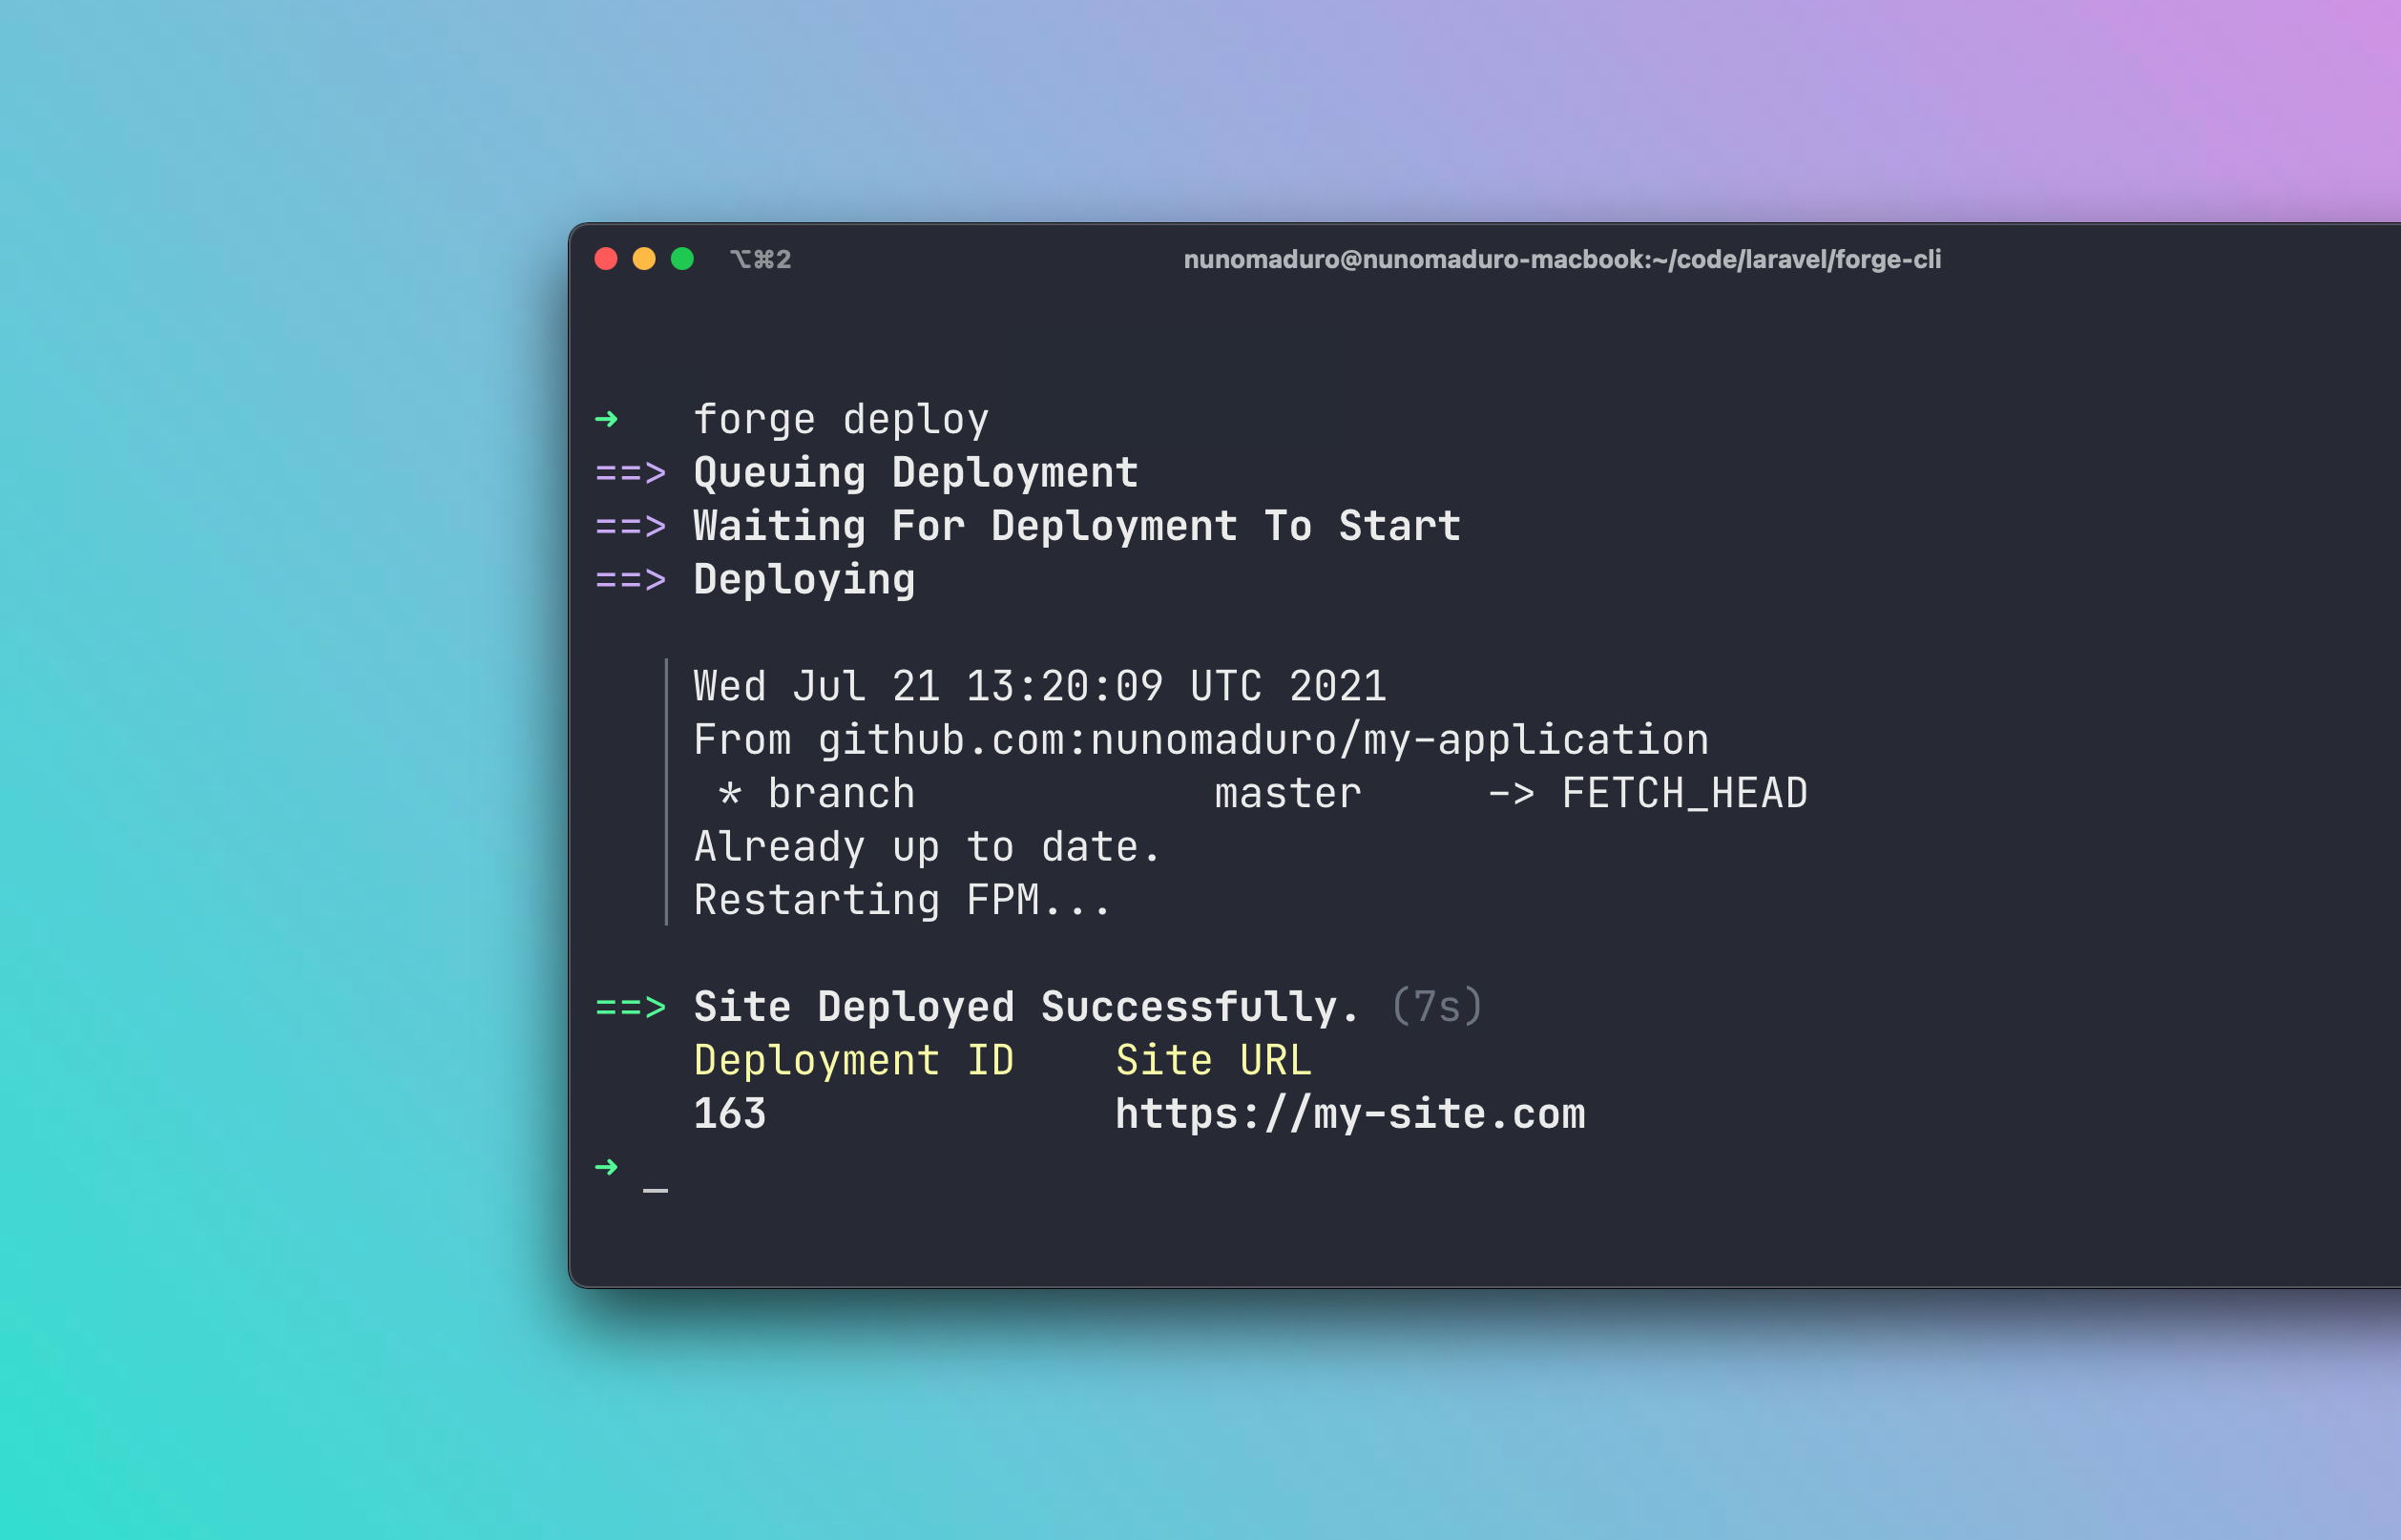 ⌥⌘2 nunomaduro@nunomaduro-macbook:~/code/laravel/forge-cli
➜   forge deploy
==> Queuing Deployment
==> Waiting For Deployment To Start
==> Deploying
Wed Jul 21 13:20:09 UTC 2021
From github.com:nunomaduro/my-application
 * branch            master     -> FETCH_HEAD
Already up to date.
Restarting FPM...
==> Site Deployed Successfully. (7s)
Deployment ID    Site URL
163              https://my-site.com
➜ _